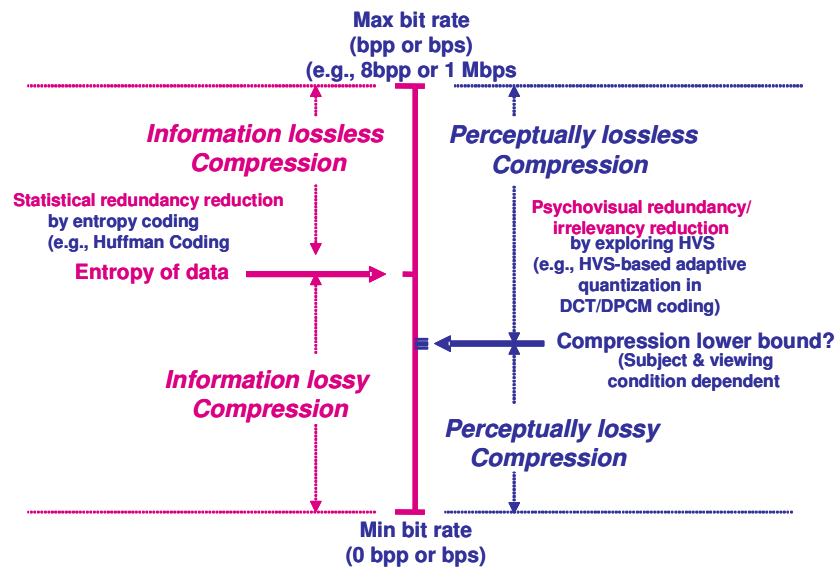 Max bit rate
(bpp or bps)
(e.g., 8bpp or 1 Mbps
Information lossless
Compression
Perceptually lossless
Compression
Statistical redundancy reduction
by entropy coding
(e.g., Huffman Coding
Psychovisual redundancy/
irrelevancy reduction
by exploring HVS
(e.g., HVS-based adaptive
quantization in
DCT/DPCM coding)
Entropy of data
Compression lower bound?
(Subject & viewing
condition dependent
Information lossy
Compression
Perceptually lossy
Compression
Min bit rate
(0 bpp or bps)